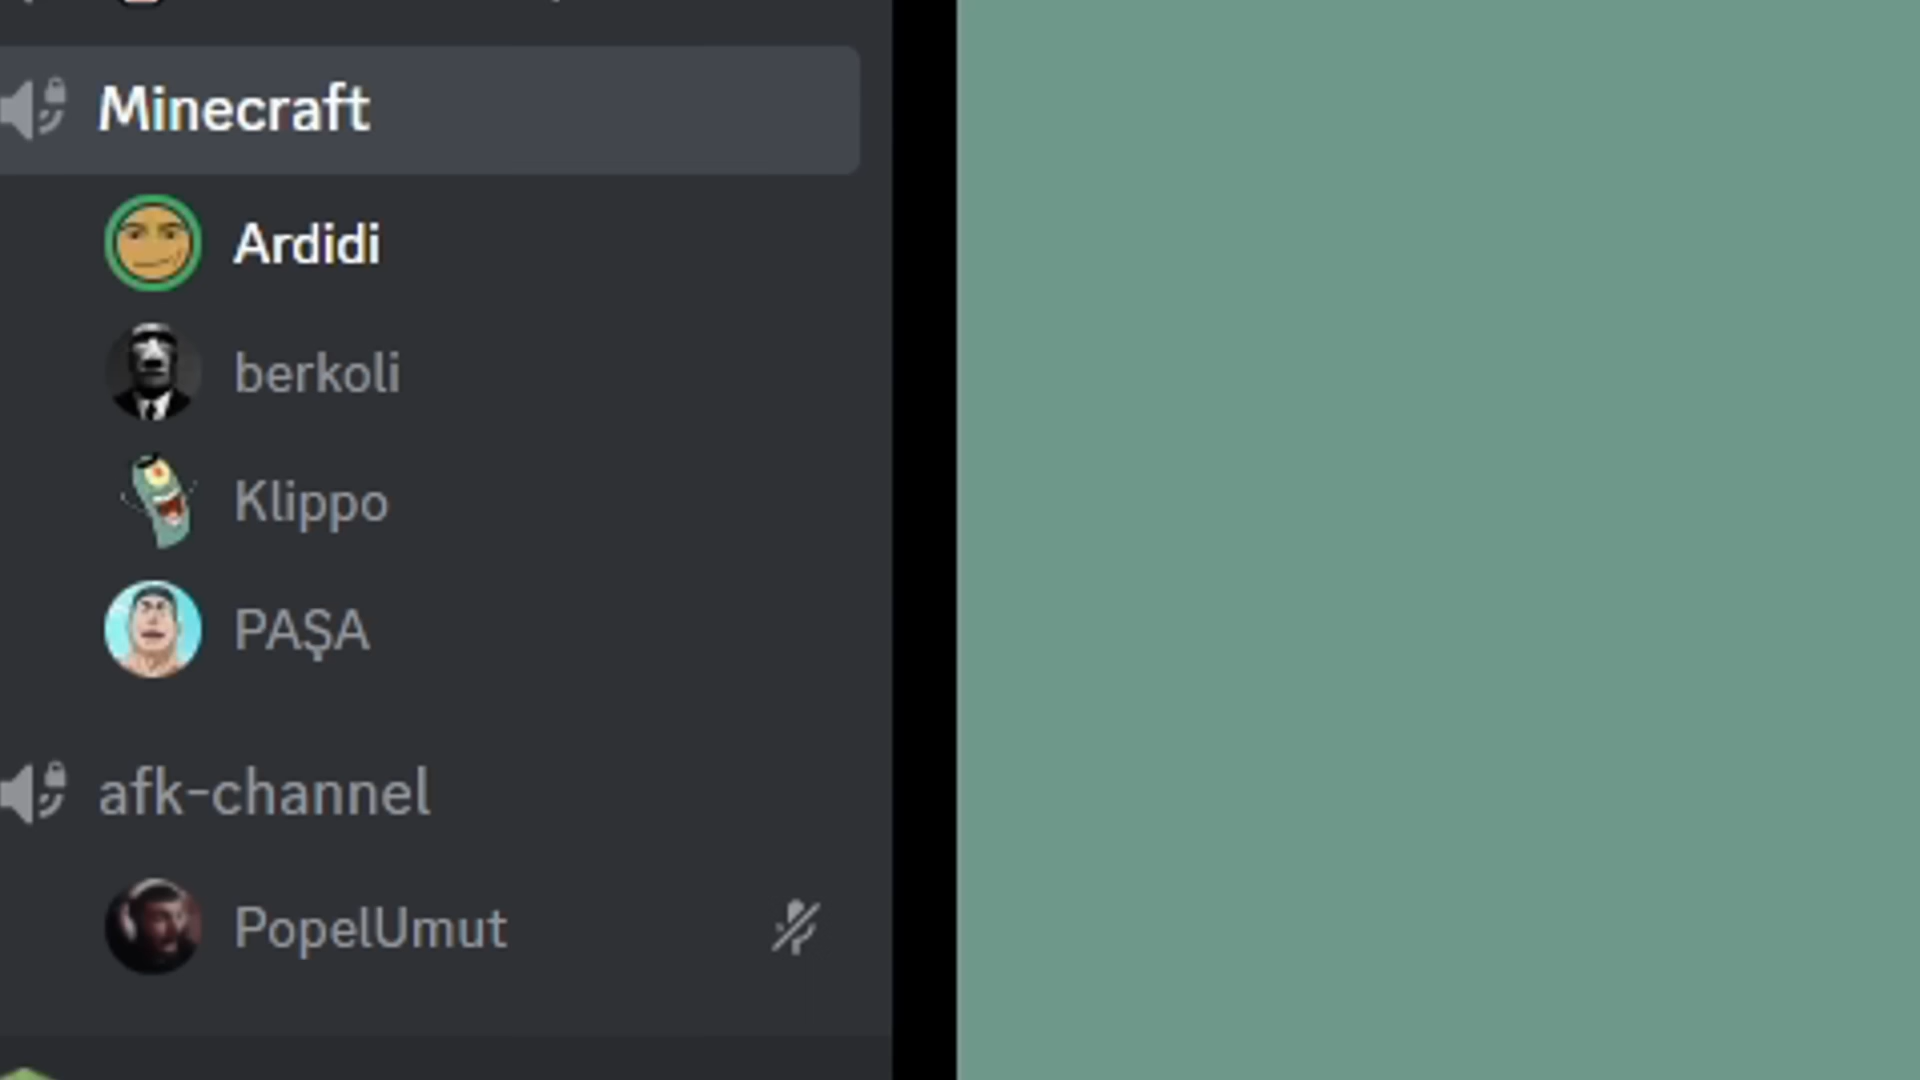 Minecraft
Ardidi
berkoli
Klippo
PAŞA
afk-channel
PopelUmut